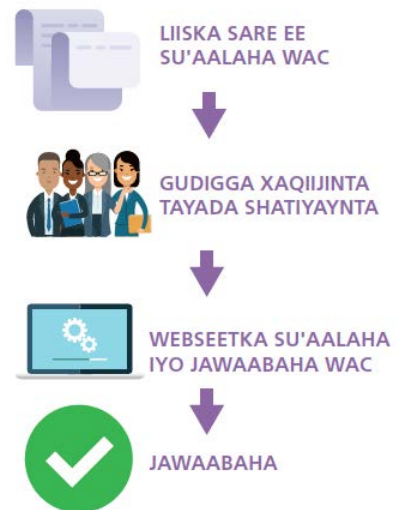 LIISKA SARE EE
SU'AALAHA WAC
GUDIGGA XAQIIJINTA
TAYADA SHATIYAYNTA
WEBSEETKA SU'AALAHA
IYO JAWAABAHA WAC
JAWAABAHA